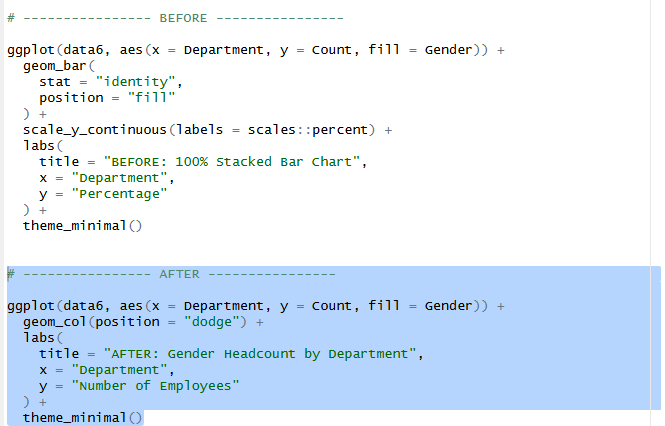 # ---------------- BEFORE ----------------
ggplot(data6, aes(x = Department, y = Count, fill = Gender)) +
  geom_bar(
    stat = "identity",
    position = "fill"
  ) +
  scale_y_continuous(labels = scales::percent) +
  labs(
    title = "BEFORE: 100% Stacked Bar Chart",
    x = "Department",
    y = "Percentage"
  ) +
  theme_minimal()
# ---------------- AFTER ----------------
ggplot(data6, aes(x = Department, y = Count, fill = Gender)) +
  geom_col(position = "dodge") +
  labs(
    title = "AFTER: Gender Headcount by Department",
    x = "Department",
    y = "Number of Employees"
  ) +
  theme_minimal()